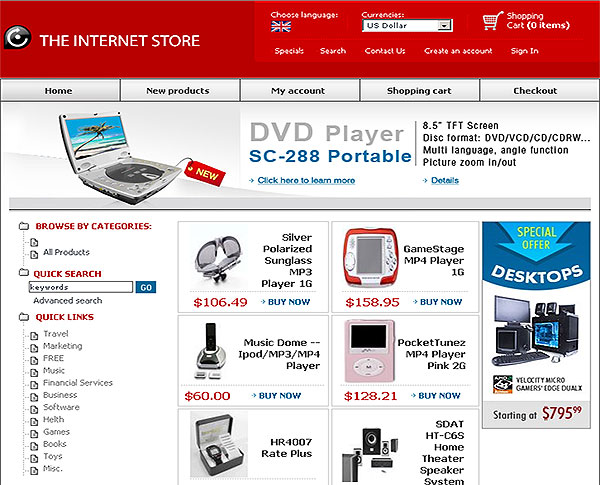 THE INTERNET STORE
Choose language:
Currencies:
US Dollar
Shopping
Cart (0 items)
Specials Search Contact Us Create an account Sign In
Home New products My account Shopping cart Checkout
DVD Player
SC-288 Portable
Click here to learn more
NEW
8.5" TFT Screen
Disc format: DVD/VCD/CD/CDRW...
Multi language, angle function
Picture zoom in/out
Details
BROWSE BY CATEGORIES:
All Products
QUICK SEARCH
keywords GO
Advanced search
QUICK LINKS
Travel
Marketing
FREE
Music
Financial Services
Business
Software
Helth
Games
Books
Toys
Misc.
Silver
Polarized
Sunglass
MP3
Player 1G
$106.49 BUY NOW
GameStage
MP4 Player
1G
$158.95 BUY NOW
Music Dome --
Ipod/MP3/MP4
Player
$60.00 BUY NOW
PocketTunez
MP4 Player
Pink 2G
$128.21 BUY NOW
HR4007
Rate Plus
SDAT
HT-C6S
Home
Theater
Speaker
System
SPECIAL
OFFER
DESKTOPS
VELOCITY MICRO
GAMERS' EDGE DUALX
Starting at $795.99